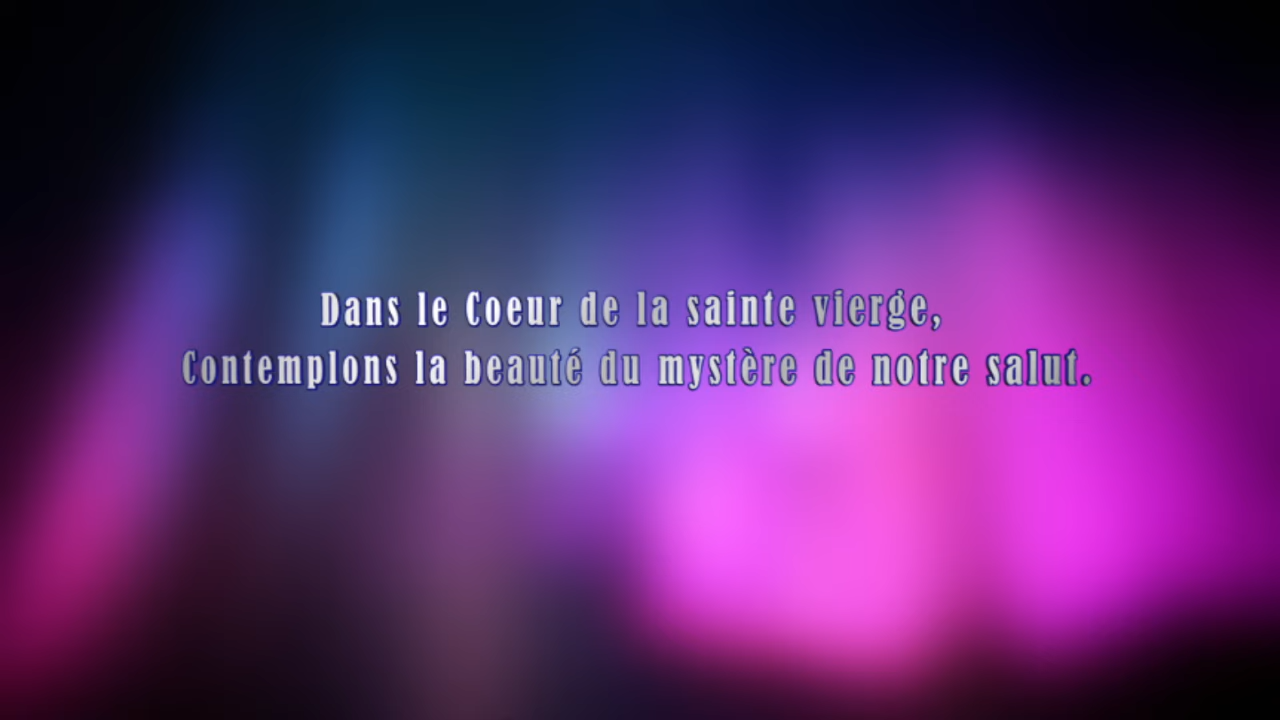 Dans le Coeur de la sainte vierge,
Contemplons la beauté du mystère de notre salut.